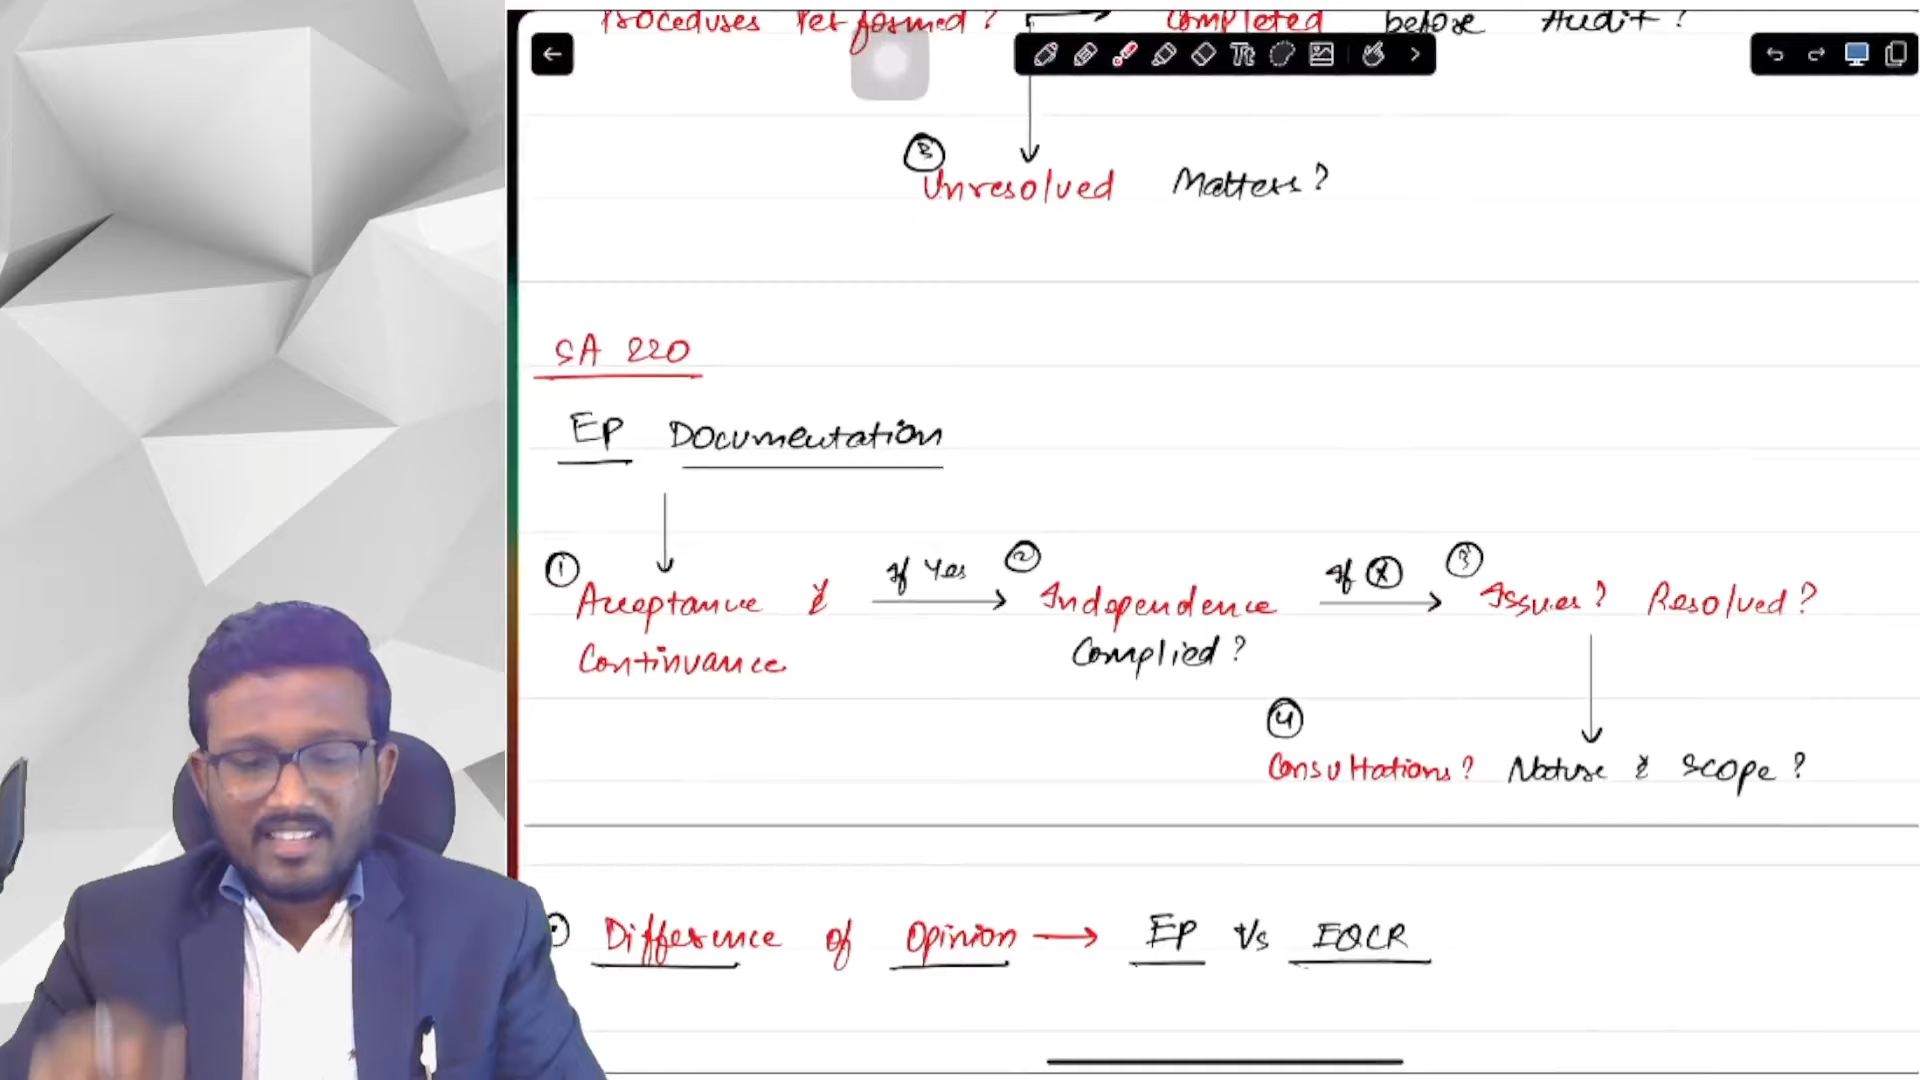 Procedures Performed? Completed before Audit?
3
Unresolved Matters?
SA 220
EP Documentation
1 Acceptance & Continuance
If Yes
2 Independence Complied?
If X
3 Issues? Resolved?
4
Consultations? Nature & Scope?
Difference of Opinion → EP Vs EQCR